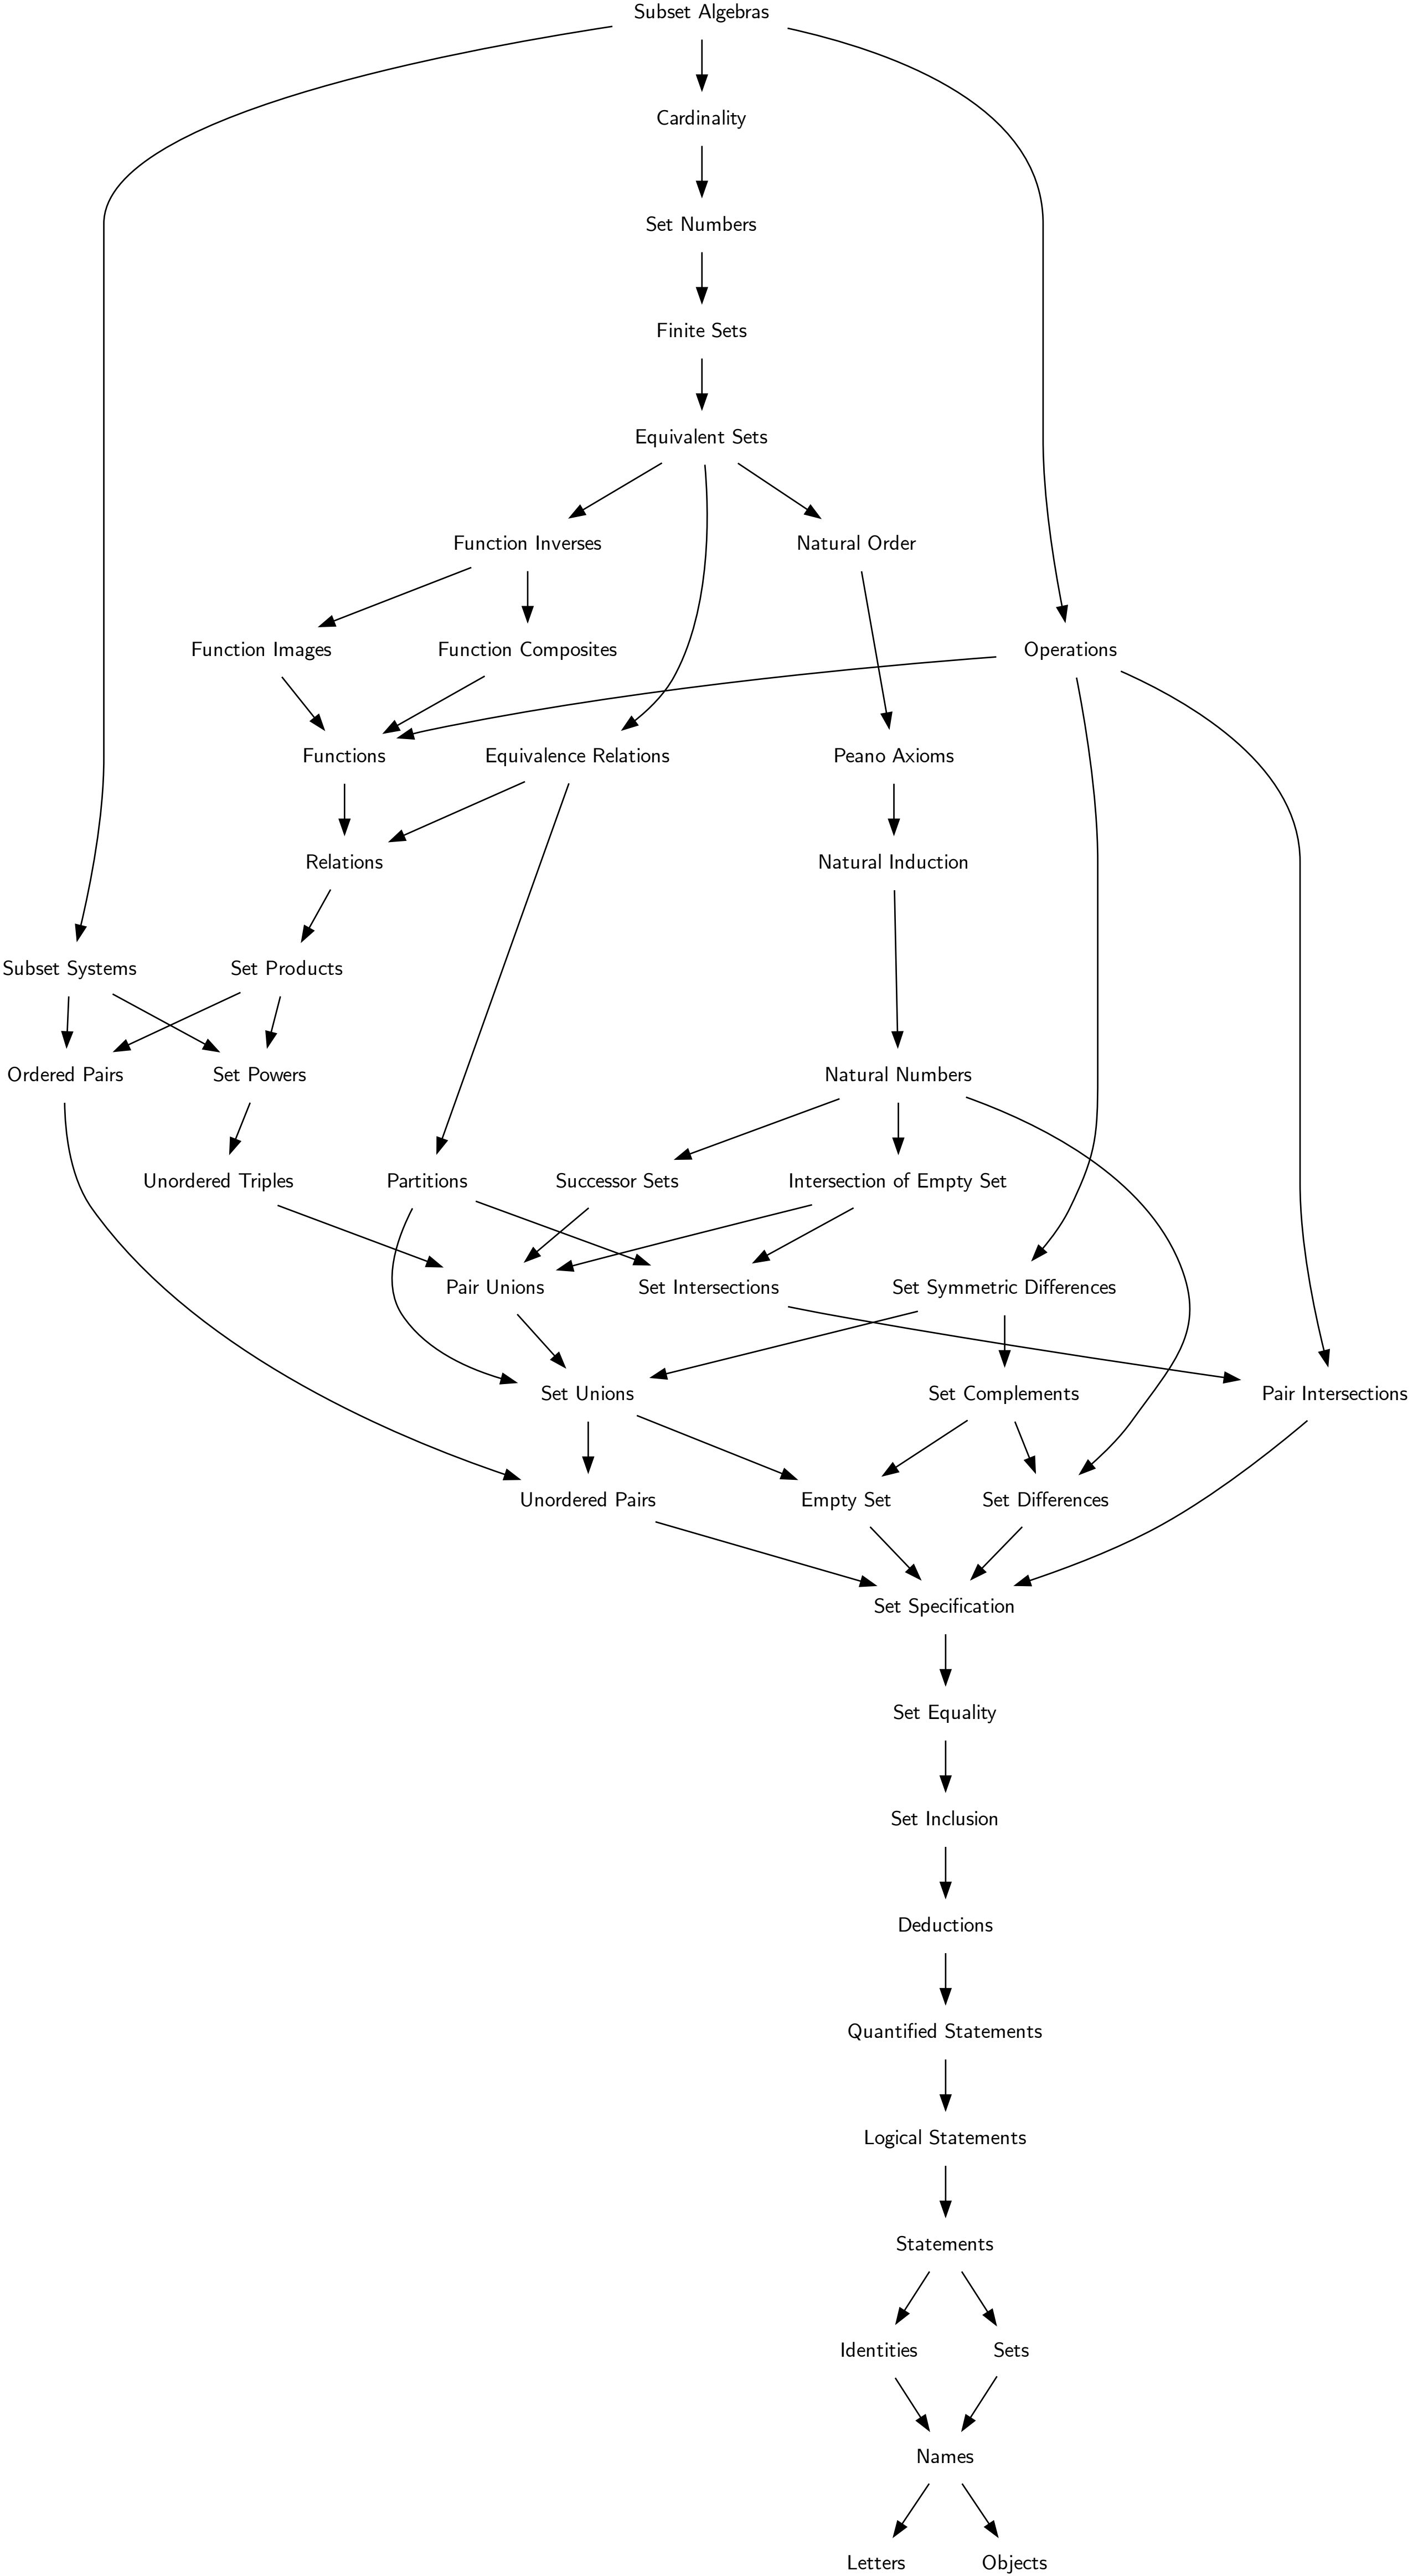 Subset Algebras
Cardinality
Set Numbers
Finite Sets
Equivalent Sets
Function Inverses
Natural Order
Function Images
Function Composites
Operations
Functions
Equivalence Relations
Peano Axioms
Relations
Natural Induction
Subset Systems
Set Products
Ordered Pairs
Set Powers
Natural Numbers
Unordered Triples
Partitions
Successor Sets
Intersection of Empty Set
Pair Unions
Set Intersections
Set Symmetric Differences
Set Unions
Set Complements
Pair Intersections
Unordered Pairs
Empty Set
Set Differences
Set Specification
Set Equality
Set Inclusion
Deductions
Quantified Statements
Logical Statements
Statements
Identities
Sets
Names
Letters
Objects